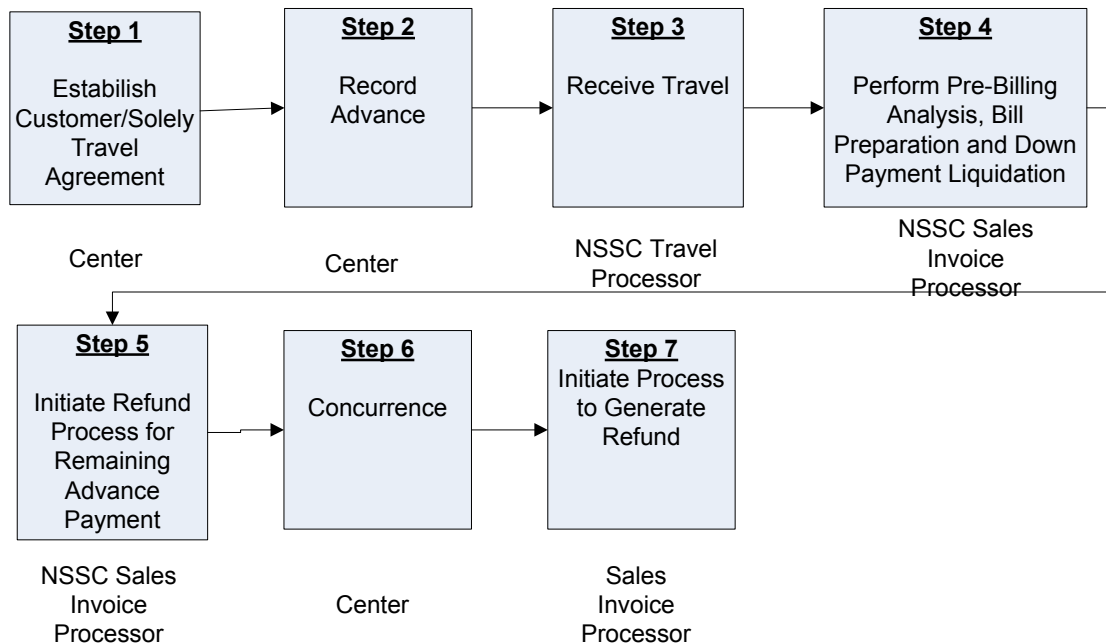 Step 1
Estabilish
Customer/Solely
Travel
Agreement
Center
Step 2
Record
Advance
Center
Step 3
Receive Travel
NSSC Travel
Processor
Step 4
Perform Pre-Billing
Analysis, Bill
Preparation and Down
Payment Liquidation
NSSC Sales
Invoice
Processor
Step 5
Initiate Refund
Process for
Remaining
Advance
Payment
NSSC Sales
Invoice
Processor
Step 6
Concurrence
Center
Step 7
Initiate Process
to Generate
Refund
Sales
Invoice
Processor